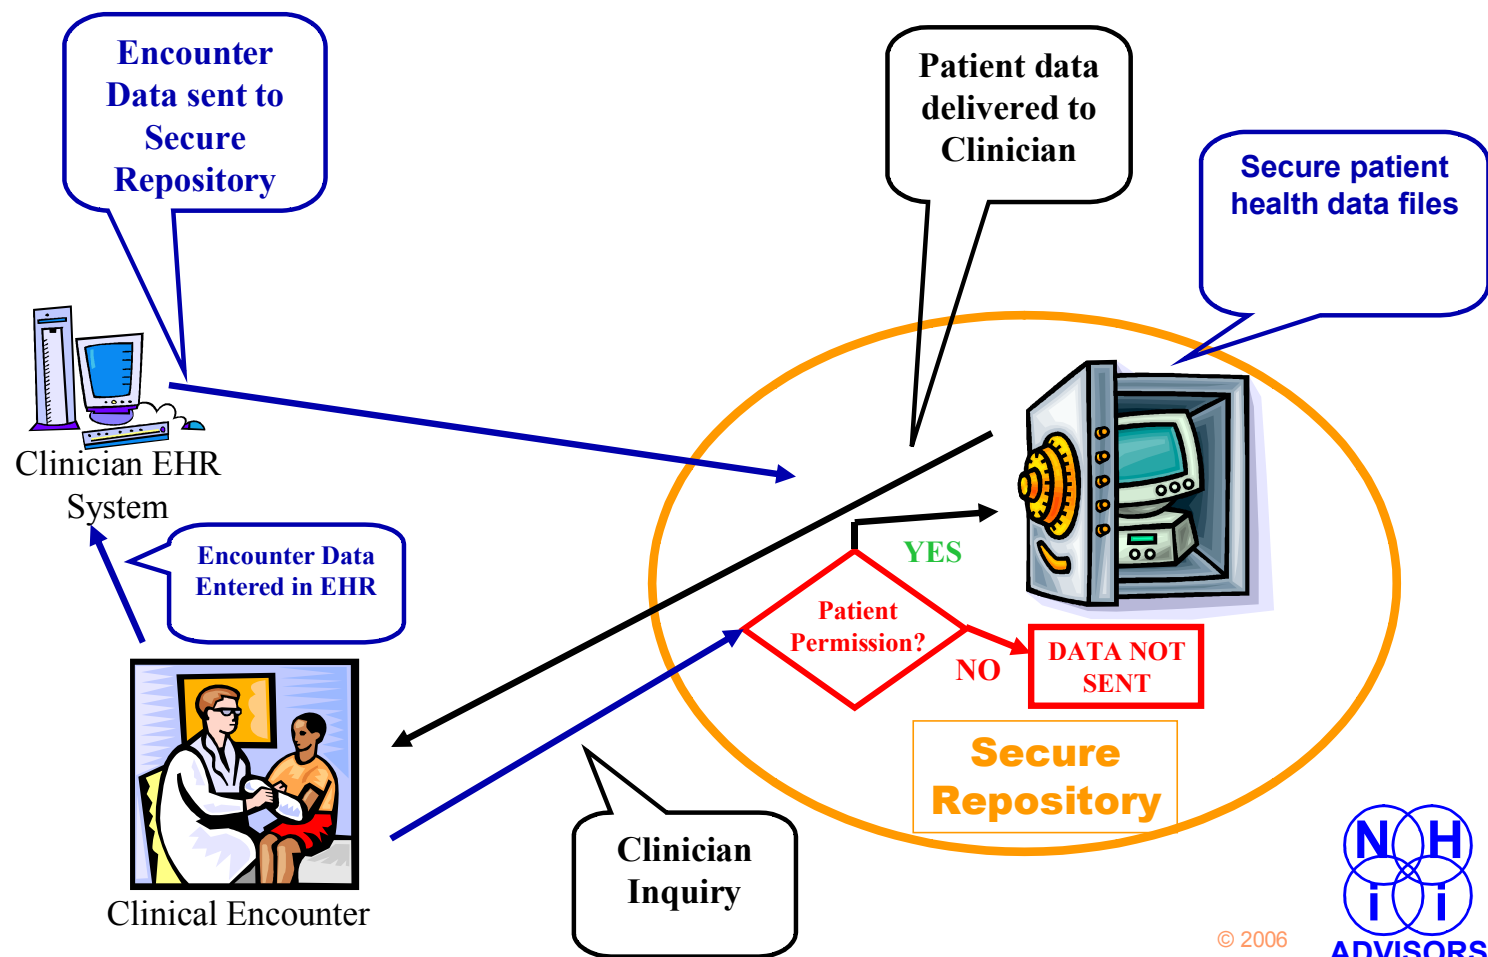 Encounter
Data sent to
Secure
Repository
Patient data
delivered to
Clinician
Secure patient
health data files
Clinician EHR
System
Encounter Data
Entered in EHR
YES
Patient
Permission?
NO
DATA NOT
SENT
Secure
Repository
Clinician
Inquiry
Clinical Encounter
N H
i i
ADVISORS
© 2006